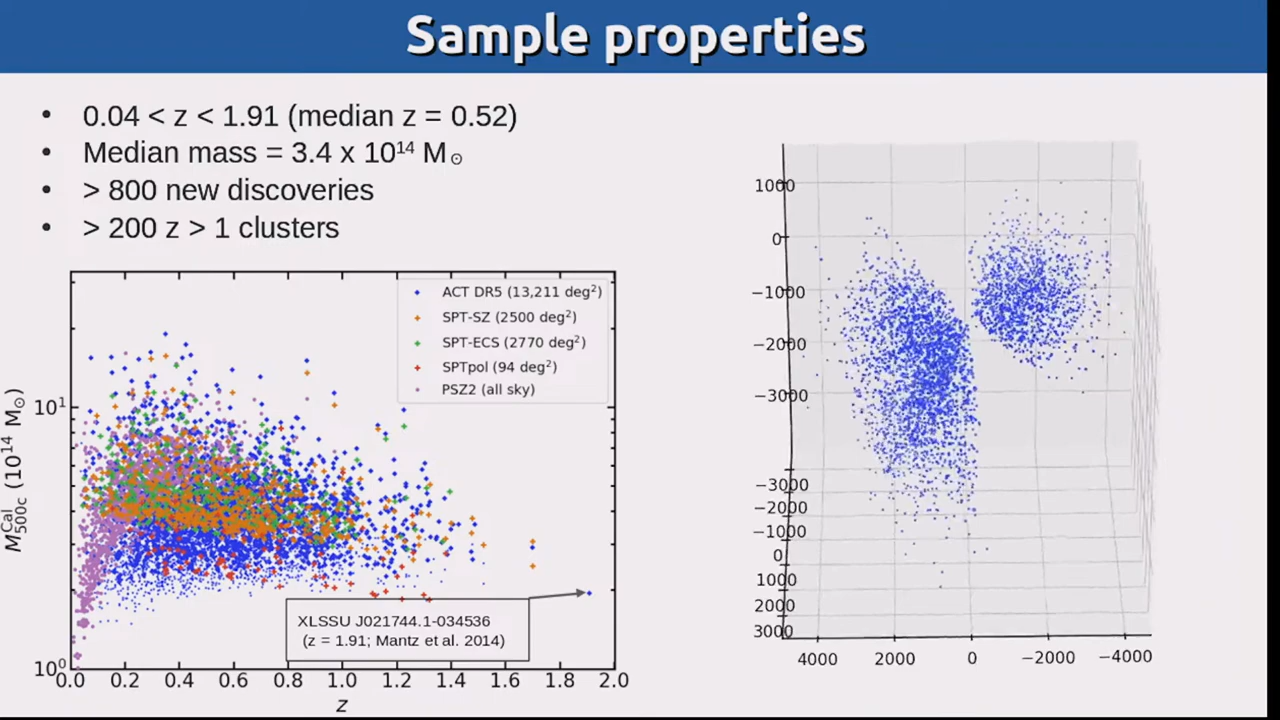 Sample properties
• 0.04 < z < 1.91 (median z = 0.52)
• Median mass = 3.4 x 10¹⁴ M☉
• > 800 new discoveries
• > 200 z > 1 clusters
ACT DR5 (13,211 deg²)
SPT-SZ (2500 deg²)
SPT-ECS (2770 deg²)
SPTpol (94 deg²)
PSZ2 (all sky)
10¹
10⁰
M^Cal_500c (10¹⁴ M☉)
XLSSU J021744.1-034536
(z = 1.91; Mantz et al. 2014)
0.0 0.2 0.4 0.6 0.8 1.0 1.2 1.4 1.6 1.8 2.0
z
1000
0
−1000
−2000
−3000
−3000
−2000
−1000
0
1000
2000
3000
4000 2000 0 −2000 −4000